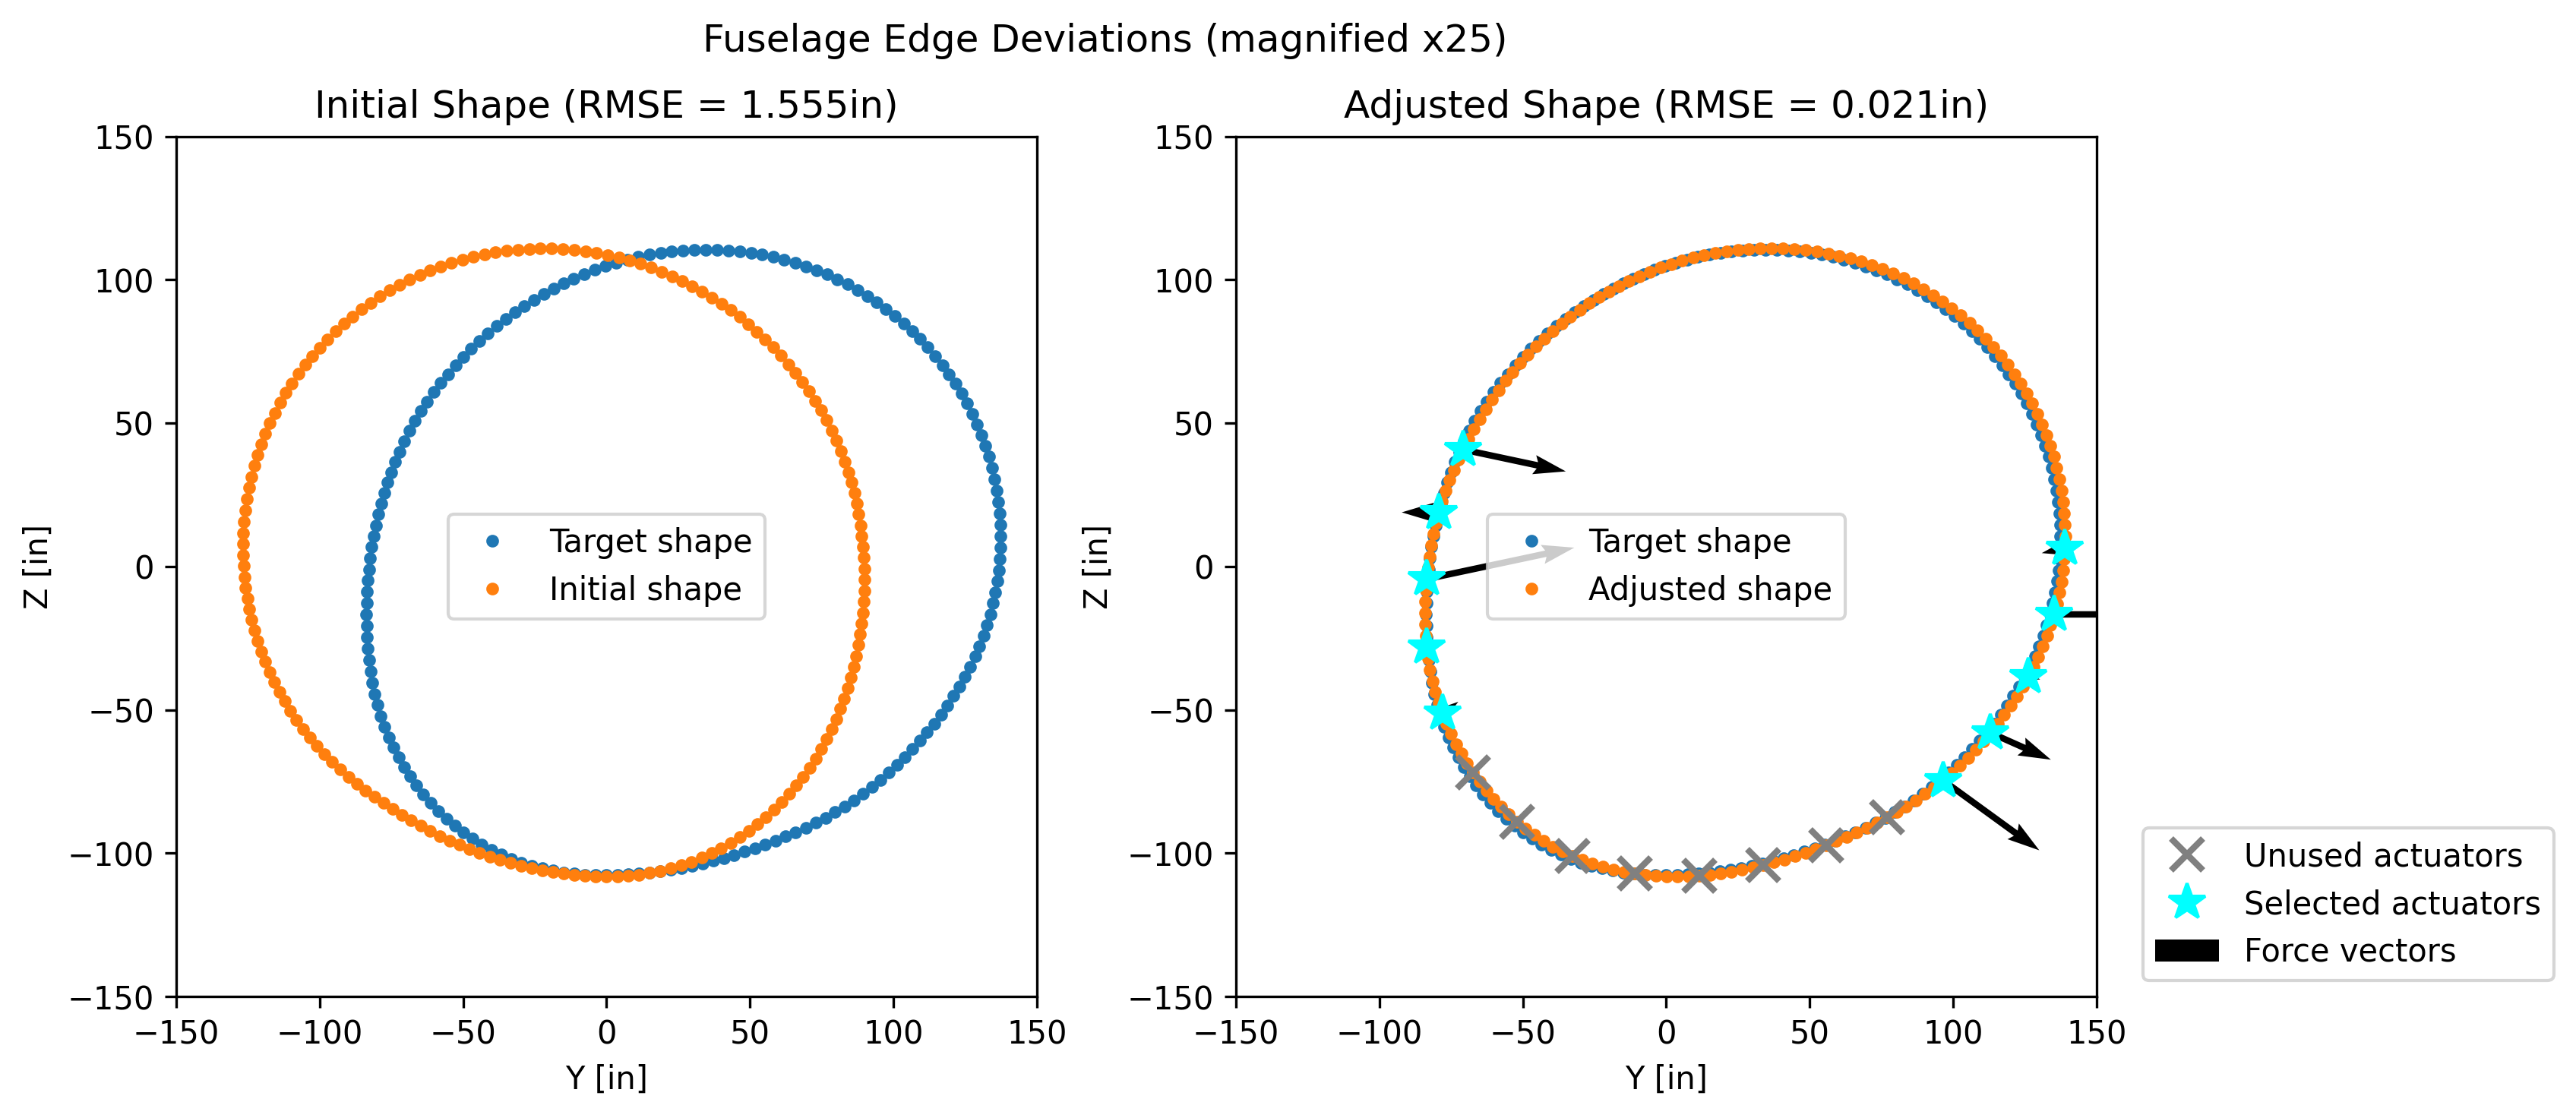 Fuselage Edge Deviations (magnified x25)
Initial Shape (RMSE = 1.555in)
150
100
50
0
−50
−100
−150
Z [in]
Target shape
Initial shape
−150
−100
−50
0
50
100
150
Y [in]
Adjusted Shape (RMSE = 0.021in)
150
100
50
0
−50
−100
−150
Z [in]
Target shape
Adjusted shape
−150
−100
−50
0
50
100
150
Y [in]
Unused actuators
Selected actuators
Force vectors